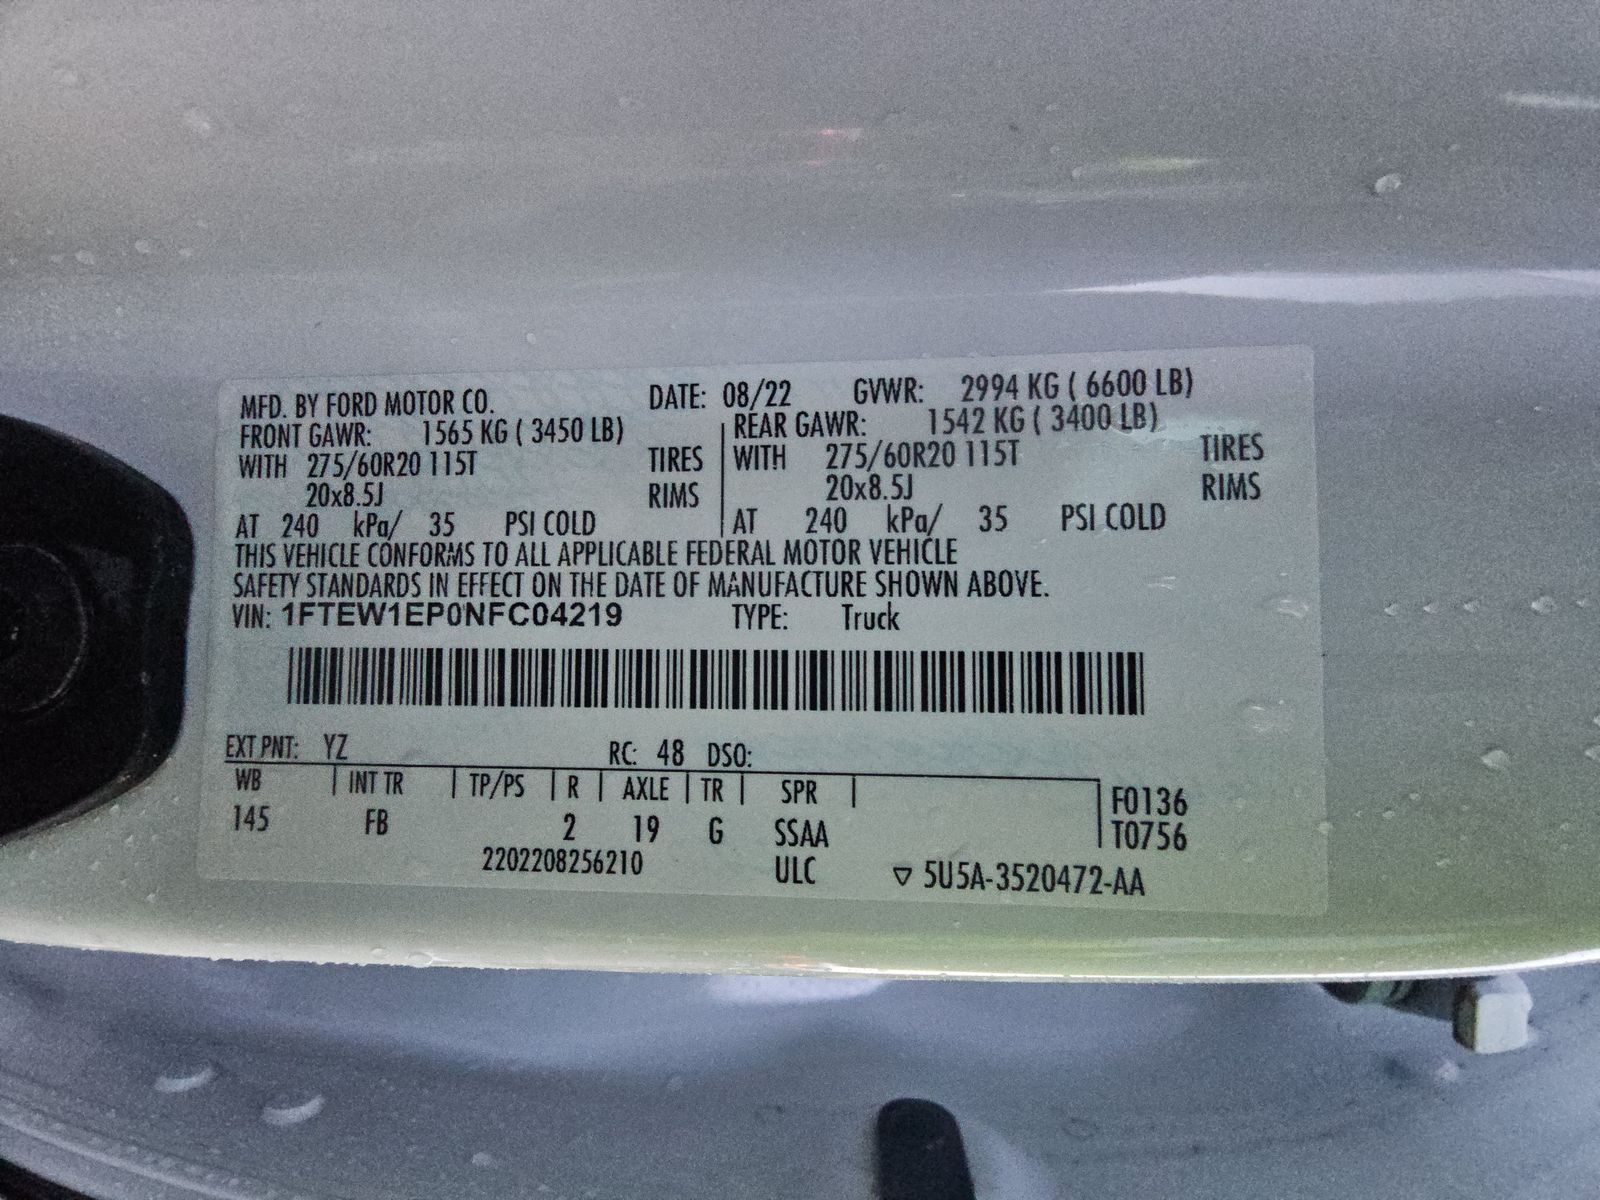 MFD. BY FORD MOTOR CO. DATE: 08/22 GVWR: 2994 KG ( 6600 LB)
FRONT GAWR: 1565 KG ( 3450 LB) REAR GAWR: 1542 KG ( 3400 LB)
WITH 275/60R20 115T TIRES WITH 275/60R20 115T TIRES
20x8.5J RIMS 20x8.5J RIMS
AT 240 kPa/ 35 PSI COLD AT 240 kPa/ 35 PSI COLD
THIS VEHICLE CONFORMS TO ALL APPLICABLE FEDERAL MOTOR VEHICLE
SAFETY STANDARDS IN EFFECT ON THE DATE OF MANUFACTURE SHOWN ABOVE.
VIN: 1FTEW1EP0NFC04219 TYPE: Truck
EXT PNT: YZ RC: 48 DSO:
WB INT TR TP/PS R AXLE TR SPR F0136
145 FB 2 19 G SSAA T0756
2202208256210 ULC ▽ 5U5A-3520472-AA